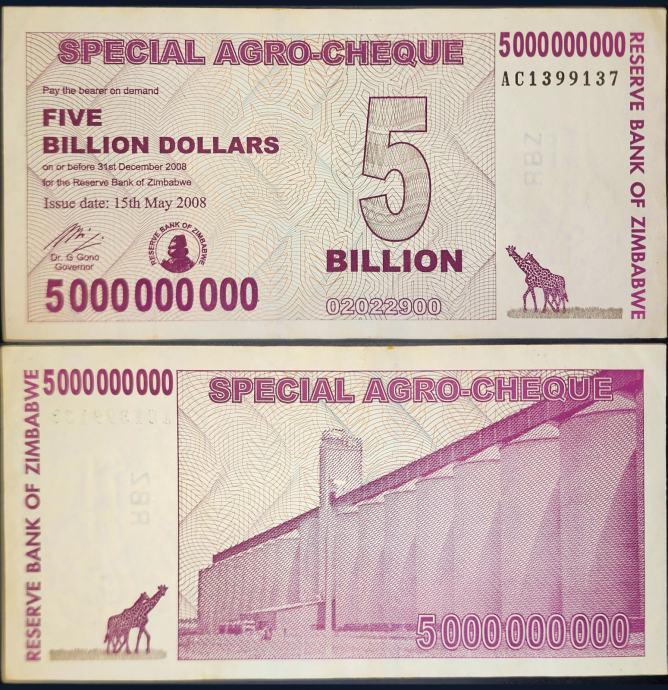 SPECIAL AGRO-CHEQUE
5000000000
AC1399137
Pay the bearer on demand
FIVE
BILLION DOLLARS
on or before 31st December 2008
for the Reserve Bank of Zimbabwe
Issue date: 15th May 2008
Dr. G Gono
Governor
RESERVE BANK OF ZIMBABWE
5000000000
5
BILLION
02022900
RBZ
RESERVE BANK OF ZIMBABWE
5000000000
SPECIAL AGRO-CHEQUE
RESERVE BANK OF ZIMBABWE
RBZ
5000000000